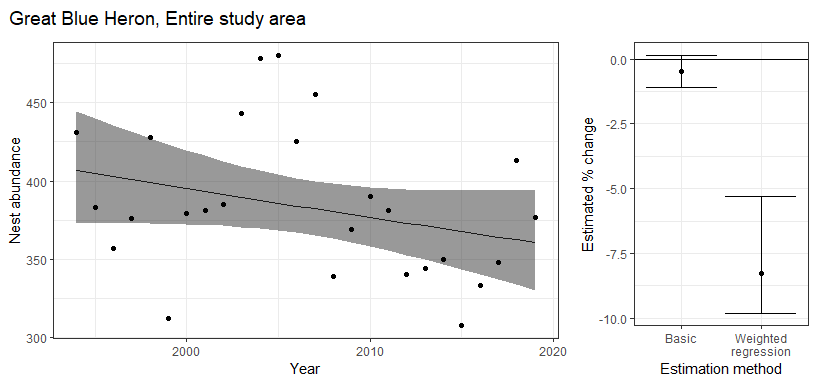 Great Blue Heron, Entire study area
Nest abundance
450
400
350
300
2000
2010
2020
Year
Estimated % change
0.0
-2.5
-5.0
-7.5
-10.0
Basic
Weighted
regression
Estimation method